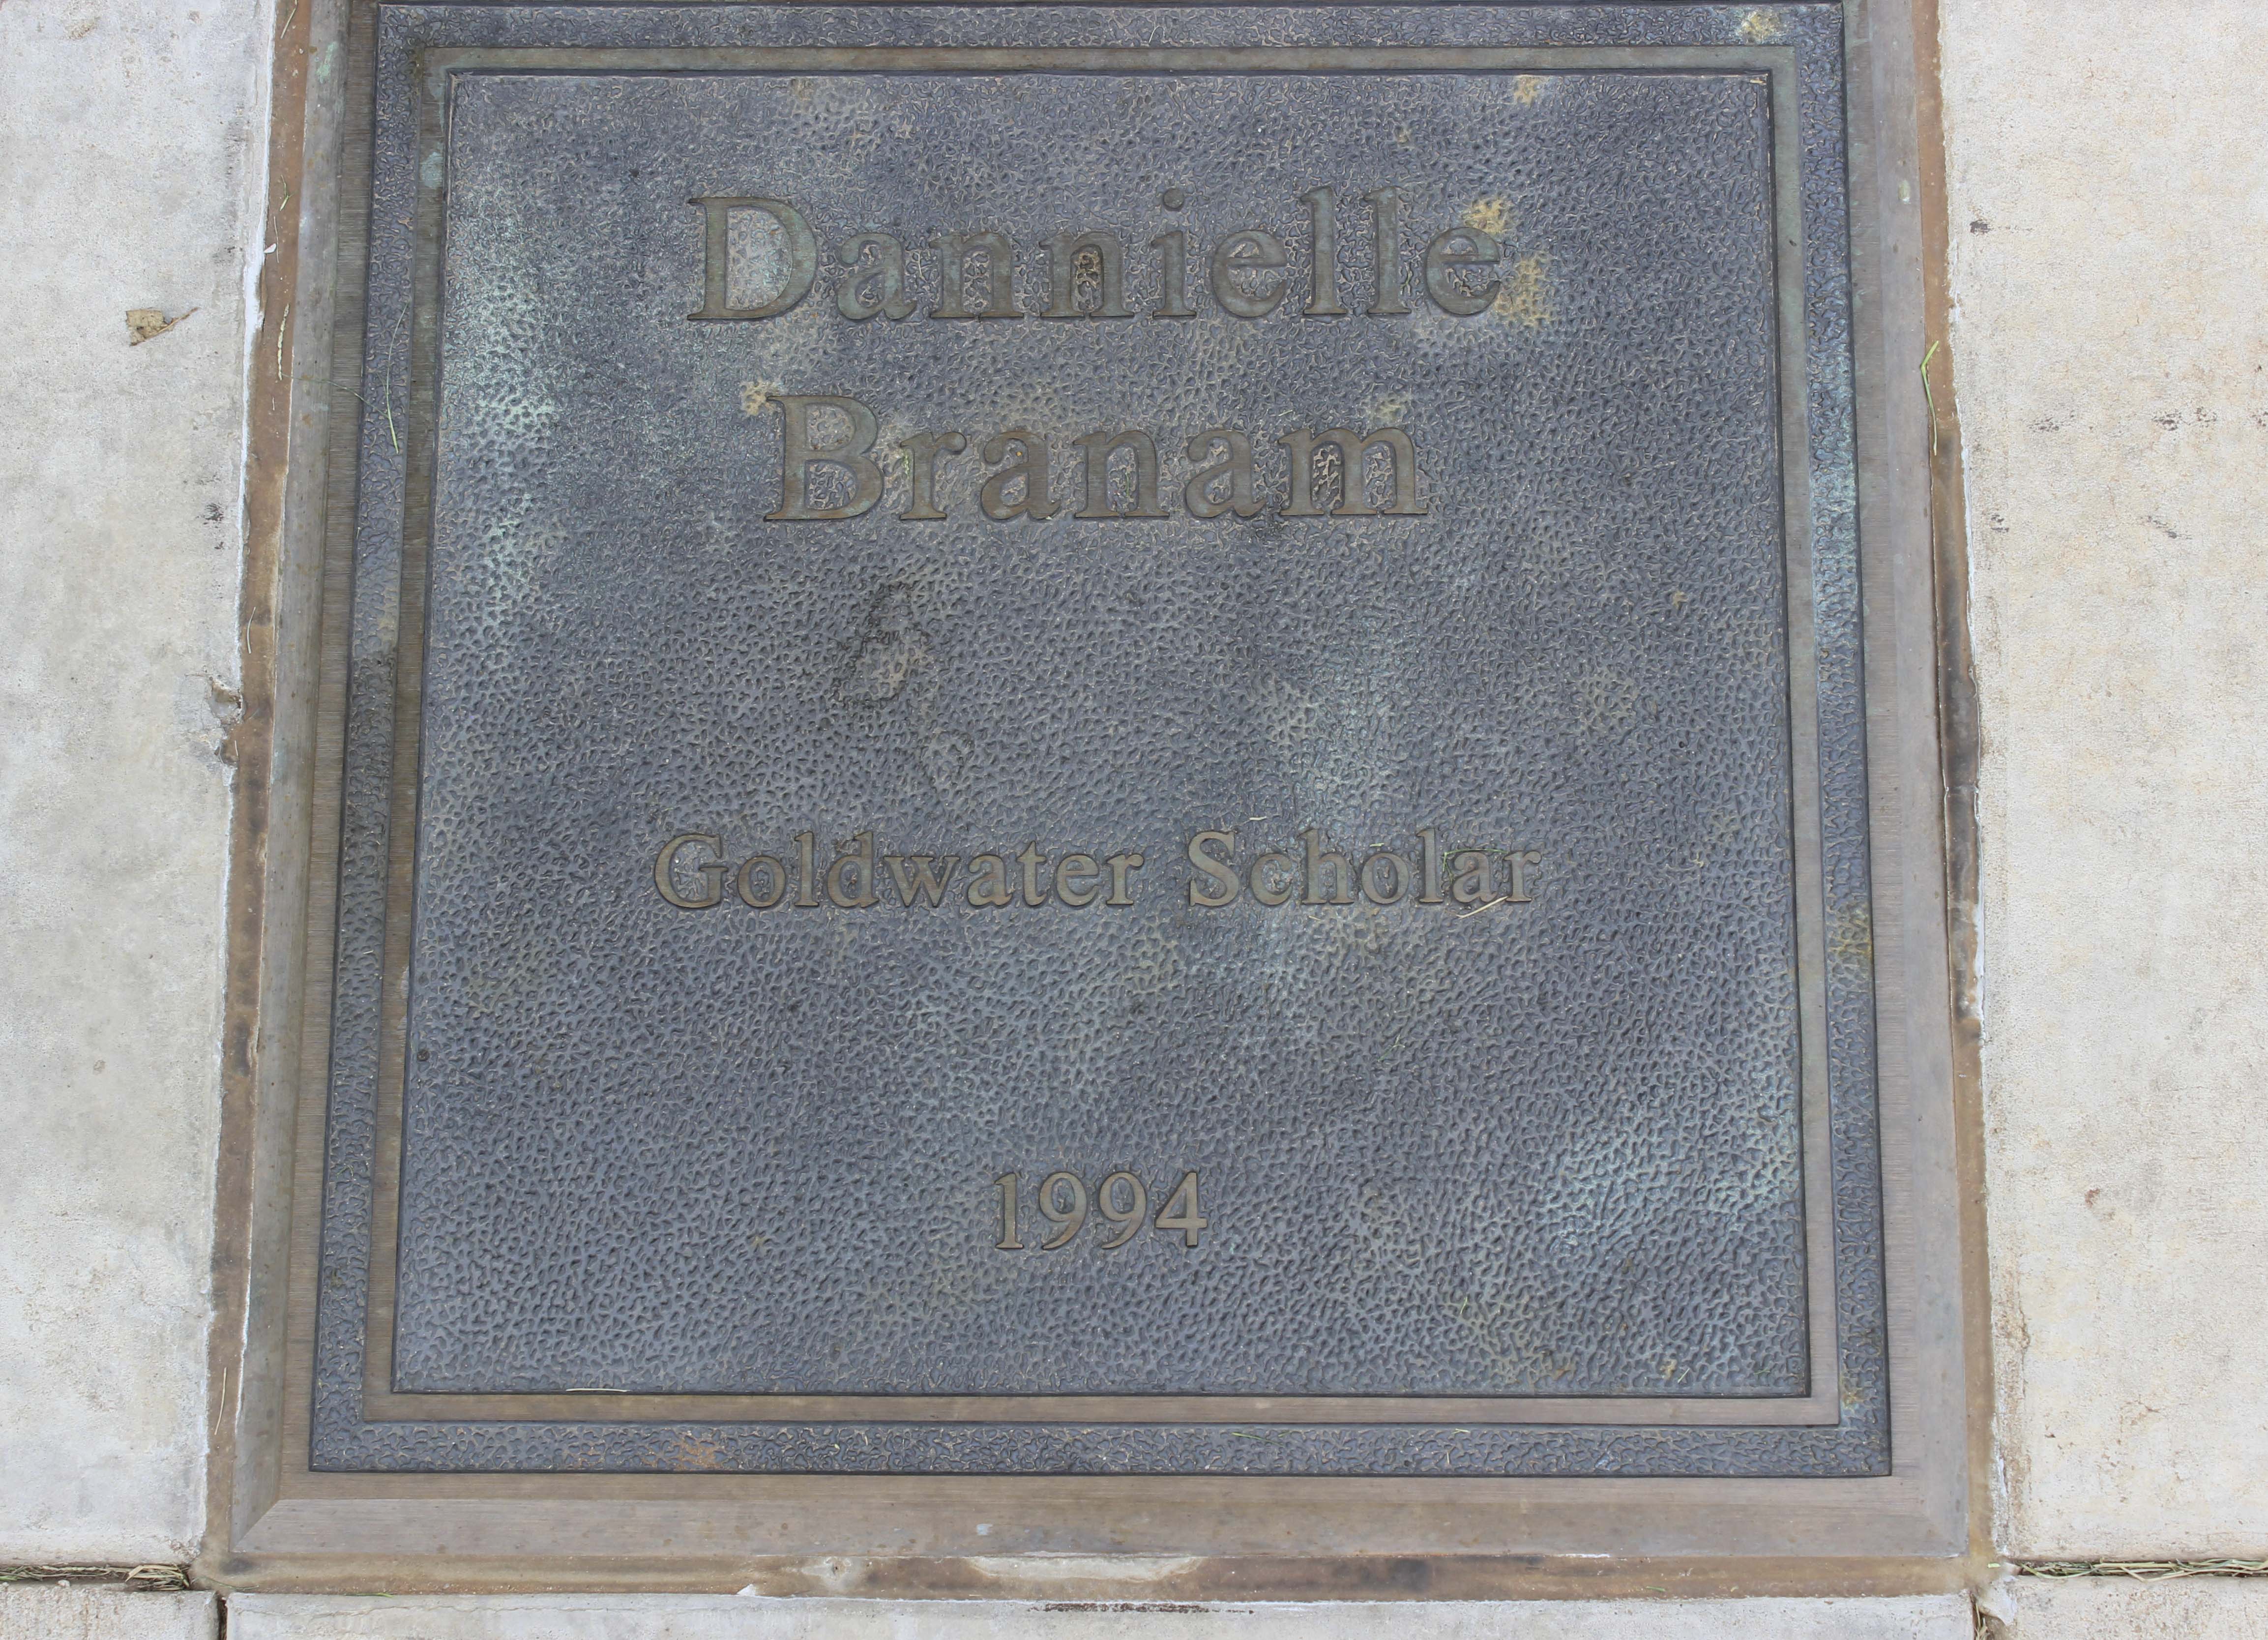 Dannielle
Branam
Goldwater Scholar
1994